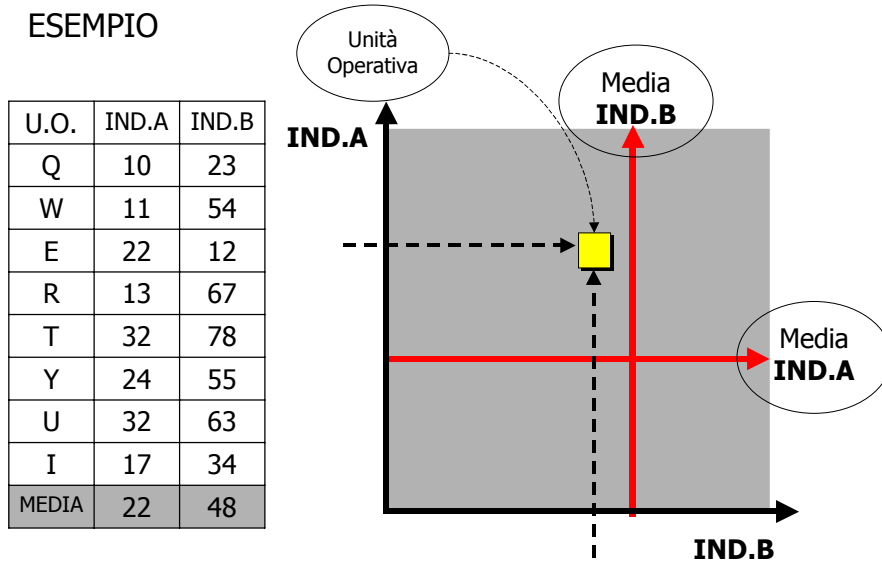 ESEMPIO
U.O. IND.A IND.B
Q 10 23
W 11 54
E 22 12
R 13 67
T 32 78
Y 24 55
U 32 63
I 17 34
MEDIA 22 48
Unità
Operativa
Media
IND.B
IND.A
Media
IND.A
IND.B